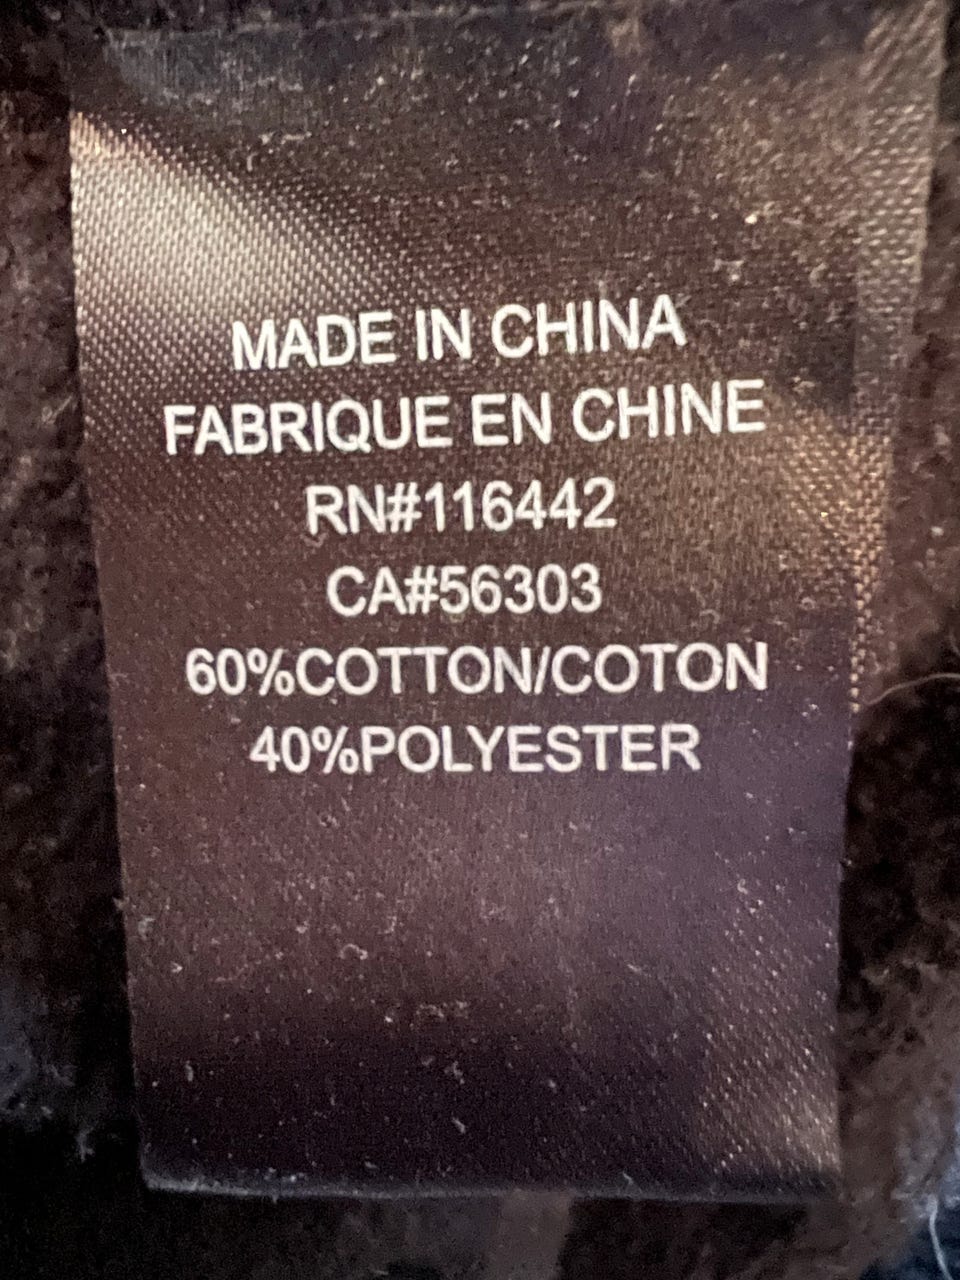 MADE IN CHINA
FABRIQUE EN CHINE
RN#116442
CA#56303
60%COTTON/COTON
40%POLYESTER